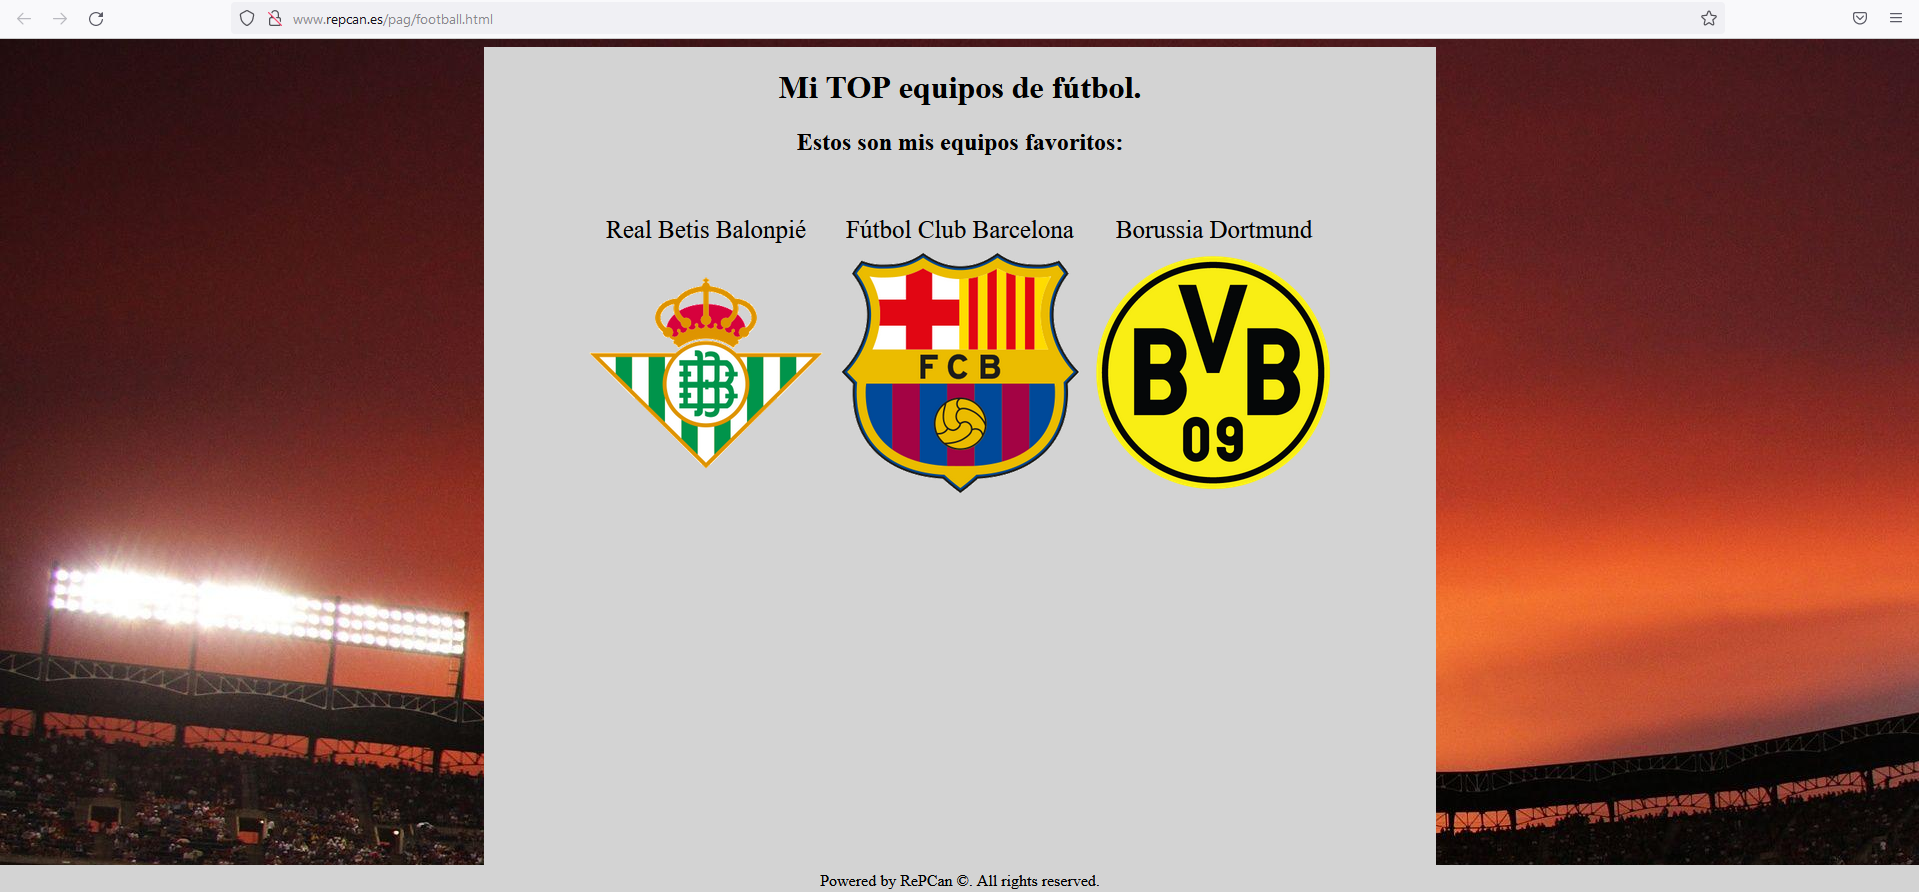 www.repcan.es/pag/football.html
Mi TOP equipos de fútbol.
Estos son mis equipos favoritos:
Real Betis Balonpié Fútbol Club Barcelona Borussia Dortmund
FCB
BVB
09
Powered by RePCan ©. All rights reserved.